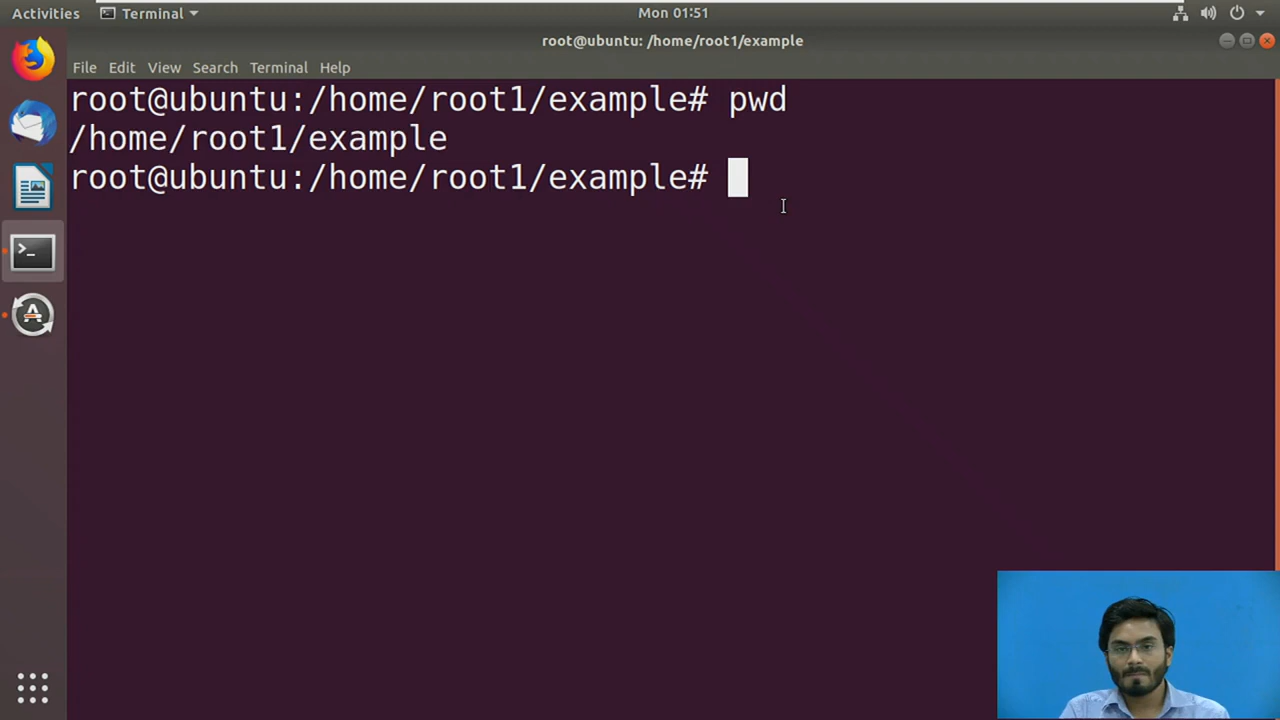 Activities
Terminal
Mon 01:51
root@ubuntu: /home/root1/example
File Edit View Search Terminal Help
root@ubuntu:/home/root1/example# pwd
/home/root1/example
root@ubuntu:/home/root1/example#